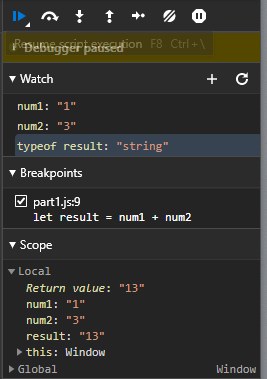 Debugger paused
Resume script execution F8 Ctrl+\
Watch
num1: "1"
num2: "3"
typeof result: "string"
Breakpoints
part1.js:9
let result = num1 + num2
Scope
Local
Return value: "13"
num1: "1"
num2: "3"
result: "13"
this: Window
Global Window